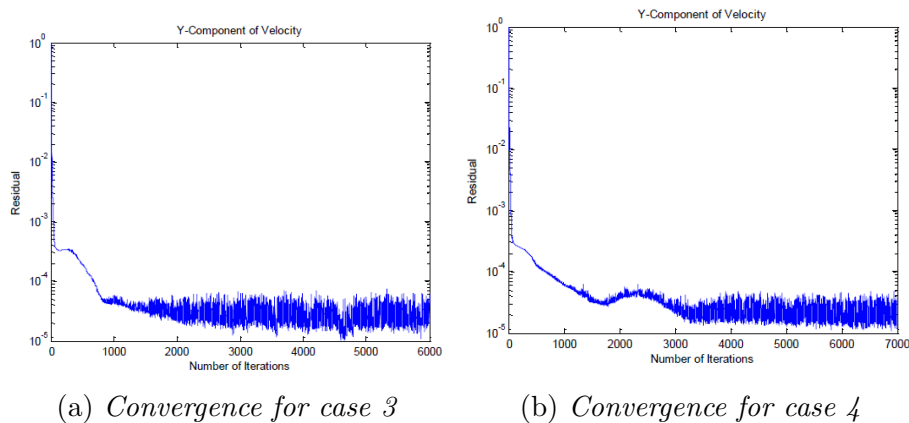 Y-Component of Velocity
10^0
10^-1
10^-2
10^-3
10^-4
10^-5
Residual
0 1000 2000 3000 4000 5000 6000
Number of Iterations
(a) Convergence for case 3
Y-Component of Velocity
10^0
10^-1
10^-2
10^-3
10^-4
10^-5
Residual
0 1000 2000 3000 4000 5000 6000 7000
Number of Iterations
(b) Convergence for case 4